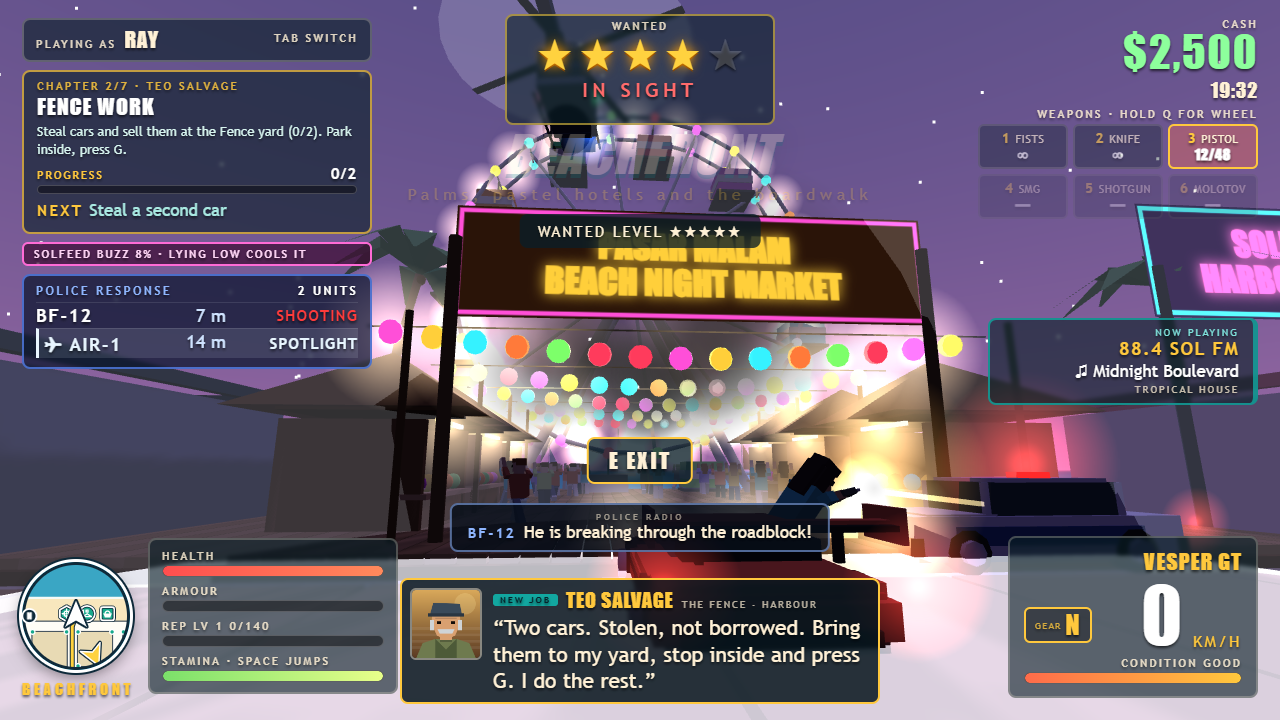 PLAYING AS RAY
TAB SWITCH
CHAPTER 2/7 · TEO SALVAGE
FENCE WORK
Steal cars and sell them at the Fence yard (0/2). Park
inside, press G.
PROGRESS 0/2
NEXT Steal a second car
SOLFEED BUZZ 8% · LYING LOW COOLS IT
POLICE RESPONSE 2 UNITS
BF-12 7 m SHOOTING
AIR-1 14 m SPOTLIGHT
WANTED
IN SIGHT
BEACHFRONT
Palms, pastel hotels and the boardwalk
WANTED LEVEL ★★★★★
PASAR MALAM
BEACH NIGHT MARKET
CASH
$2,500
19:32
WEAPONS · HOLD Q FOR WHEEL
1 FISTS
∞
2 KNIFE
∞
3 PISTOL
12/48
4 SMG
—
5 SHOTGUN
—
6 MOLOTOV
—
NOW PLAYING
88.4 SOL FM
♫ Midnight Boulevard
TROPICAL HOUSE
E EXIT
POLICE RADIO
BF-12 He is breaking through the roadblock!
NEW JOB TEO SALVAGE THE FENCE · HARBOUR
“Two cars. Stolen, not borrowed. Bring
them to my yard, stop inside and press
G. I do the rest.”
BEACHFRONT
HEALTH
ARMOUR
REP LV 1 0/140
STAMINA · SPACE JUMPS
VESPER GT
GEAR N
0 KM/H
CONDITION GOOD